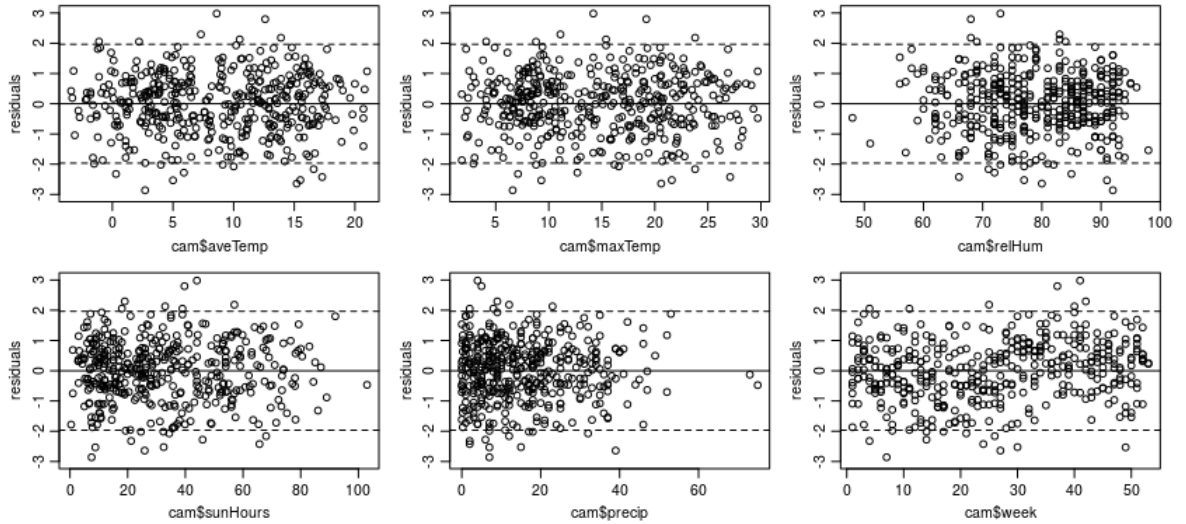 residuals
-3 -2 -1 0 1 2 3
0 5 10 15 20
cam$aveTemp
residuals
-3 -2 -1 0 1 2 3
5 10 15 20 25 30
cam$maxTemp
residuals
-3 -2 -1 0 1 2 3
50 60 70 80 90 100
cam$relHum
residuals
-3 -2 -1 0 1 2 3
0 20 40 60 80 100
cam$sunHours
residuals
-3 -2 -1 0 1 2 3
0 20 40 60
cam$precip
residuals
-3 -2 -1 0 1 2 3
0 10 20 30 40 50
cam$week